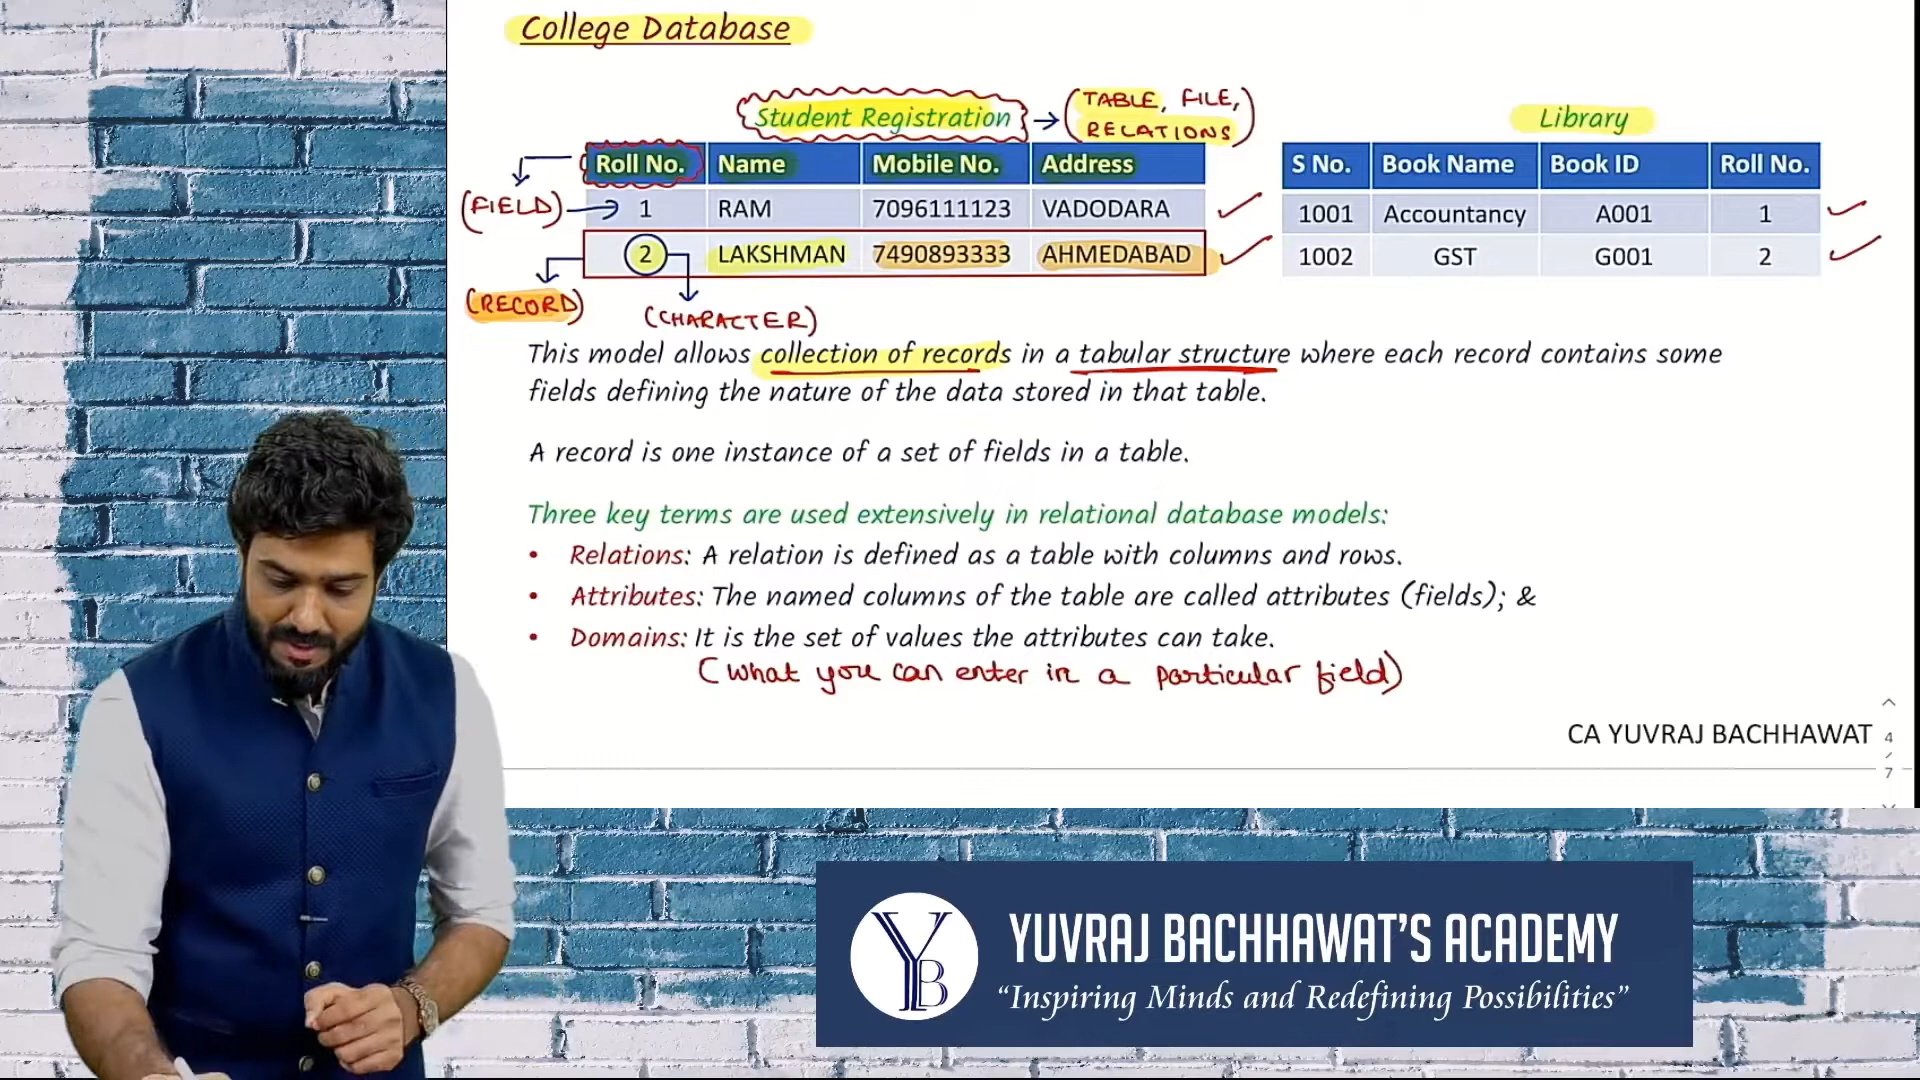 College Database
Student Registration
(TABLE, FILE,
RELATIONS)
Library
Roll No. Name Mobile No. Address
1 RAM 7096111123 VADODARA
2 LAKSHMAN 7490893333 AHMEDABAD
(FIELD)
(RECORD)
(CHARACTER)
S No. Book Name Book ID Roll No.
1001 Accountancy A001 1
1002 GST G001 2
This model allows collection of records in a tabular structure where each record contains some
fields defining the nature of the data stored in that table.
A record is one instance of a set of fields in a table.
Three key terms are used extensively in relational database models:
• Relations: A relation is defined as a table with columns and rows.
• Attributes: The named columns of the table are called attributes (fields); &
• Domains: It is the set of values the attributes can take.
(What you can enter in a particular field)
CA YUVRAJ BACHHAWAT
4
/
7
YB
YUVRAJ BACHHAWAT'S ACADEMY
“Inspiring Minds and Redefining Possibilities”